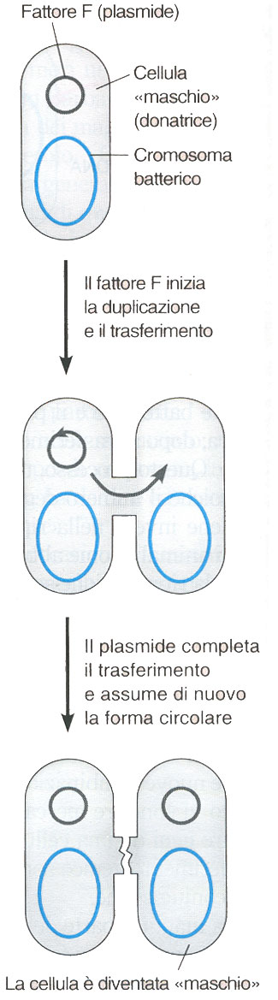 Fattore F (plasmide)
Cellula
«maschio»
(donatrice)
Cromosoma
batterico
Il fattore F inizia
la duplicazione
e il trasferimento
Il plasmide completa
il trasferimento
e assume di nuovo
la forma circolare
La cellula è diventata «maschio»